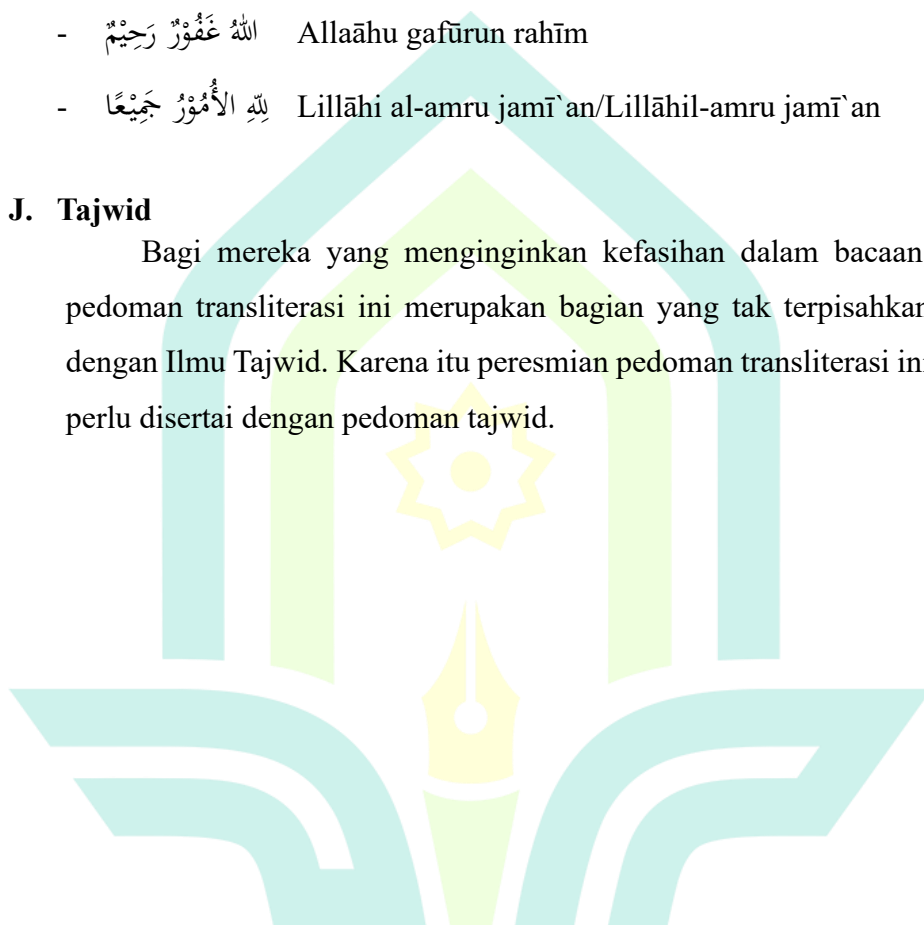 - اللهُ غَفُوْرٌ رَحِيْمٌ Allaāhu gafūrun rahīm
- لِلّهِ الأُمُوْرُ جَمِيْعًا Lillāhi al-amru jamī`an/Lillāhil-amru jamī`an
J. Tajwid
Bagi mereka yang menginginkan kefasihan dalam bacaan
pedoman transliterasi ini merupakan bagian yang tak terpisahkan
dengan Ilmu Tajwid. Karena itu peresmian pedoman transliterasi ini
perlu disertai dengan pedoman tajwid.